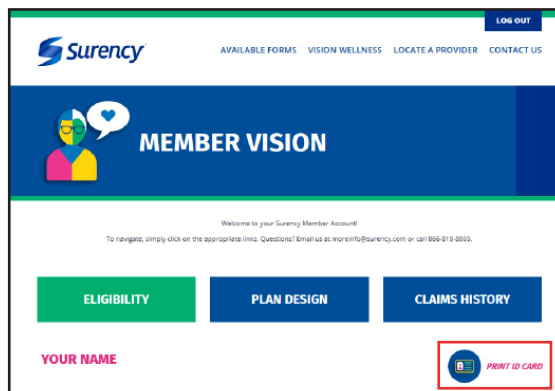 LOG OUT
Surency
AVAILABLE FORMS VISION WELLNESS LOCATE A PROVIDER CONTACT US
MEMBER VISION
Welcome to your Surency Member Account!
To navigate, simply click on the appropriate links. Questions? Email us at moreinfo@surency.com or call 866-818-8805.
ELIGIBILITY PLAN DESIGN CLAIMS HISTORY
YOUR NAME PRINT ID CARD